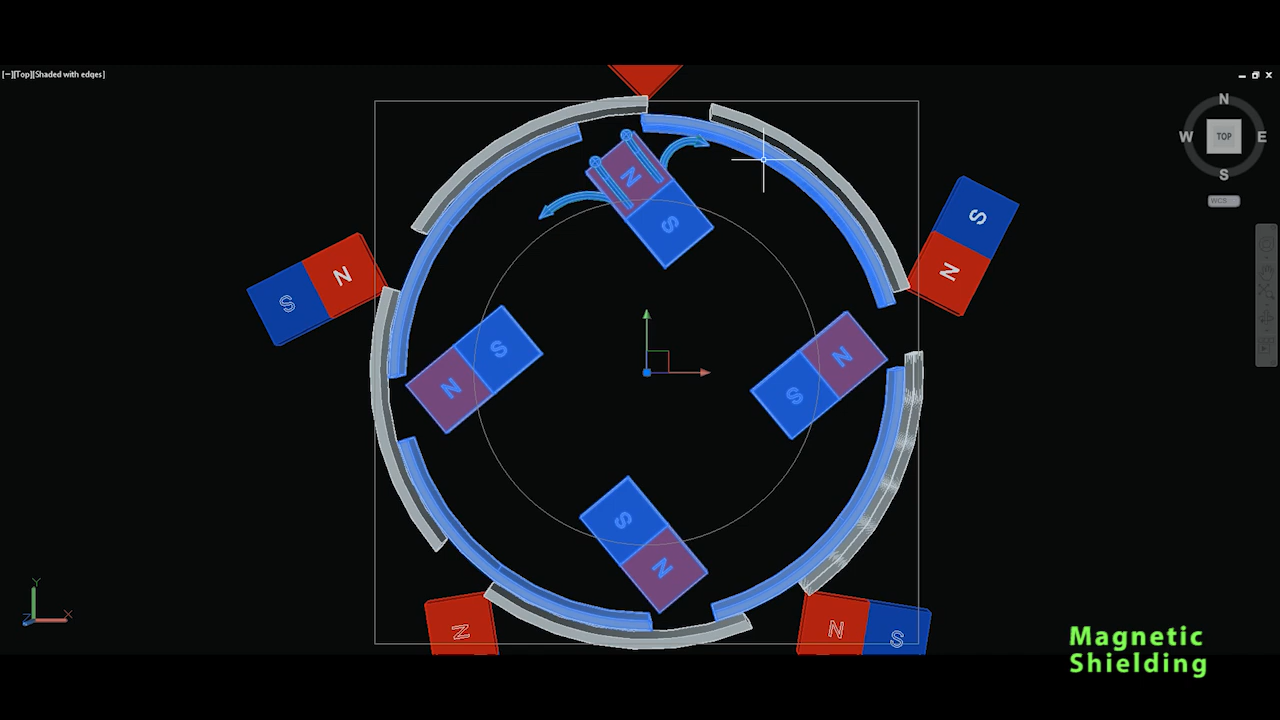 [−][Top][Shaded with edges]
N
W
TOP
E
S
WCS
N
S
S
N
N
S
S
N
N
S
S
N
N
N
S
Y
X
Z
Magnetic
Shielding